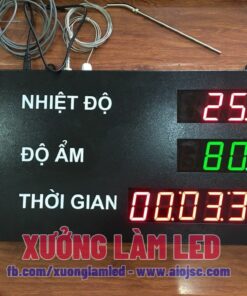 NHIỆT ĐỘ 25.
ĐỘ ẨM 80.
THỜI GIAN 00.03.3
XƯỞNG LÀM LED
fb.com/xuonglamled - www.aiojsc.com